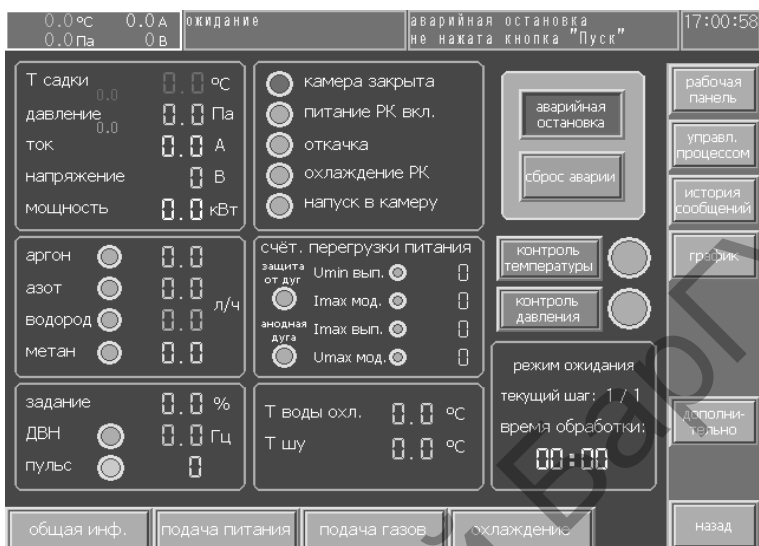 0.0 °С 0.0 А ожидание аварийная остановка 17:00:58
0.0 Па 0 В не нажата кнопка "Пуск"
Т садки 0.0 0.0 °С
давление 0.0 0.0 Па
ток 0.0 А
напряжение 0 В
мощность 0.0 кВт
камера закрыта
питание РК вкл.
откачка
охлаждение РК
напуск в камеру
аварийная
остановка
сброс аварии
рабочая
панель
управл.
процессом
история
сообщений
график
дополни-
тельно
назад
аргон 0.0
азот 0.0
л/ч
водород 0.0
метан 0.0
счёт. перегрузки питания
защита
от дуг
Umin вып. 0
Imax мод. 0
анодная
дуга
Imax вып. 0
Umax мод. 0
контроль
температуры
контроль
давления
задание 0.0 %
ДВН 0.0 Гц
пульс 0
Т воды охл. 0.0 °С
Т шу 0.0 °С
режим ожидания
текущий шаг: 1 / 1
время обработки:
00:00
общая инф. подача питания подача газов охлаждение
й БарГУ